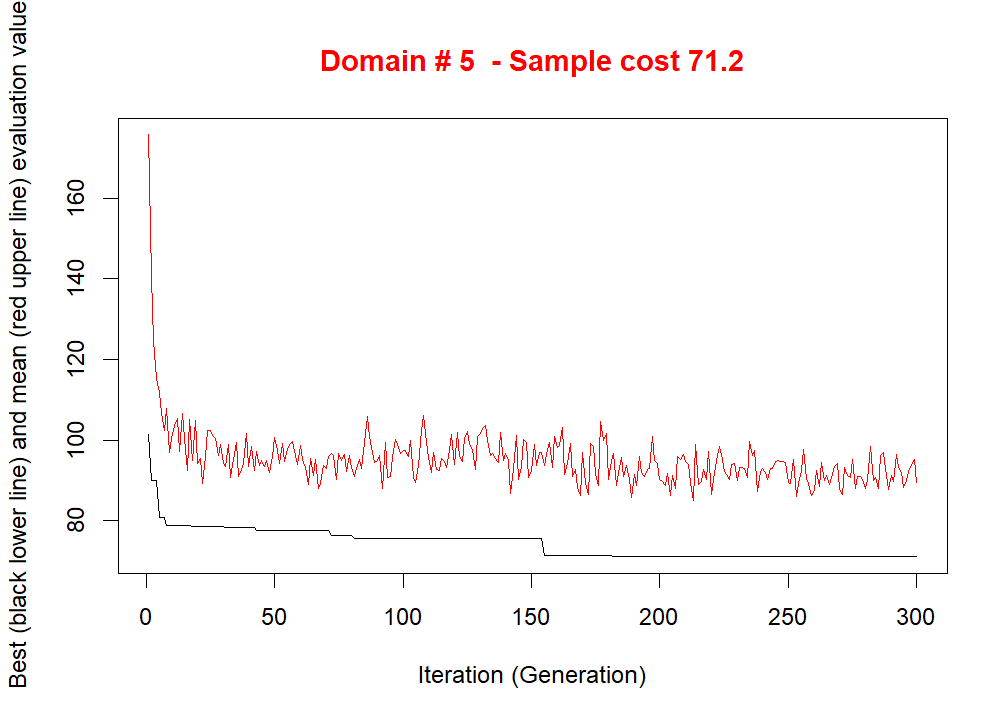 Domain # 5  - Sample cost 71.2
Best (black lower line) and mean (red upper line) evaluation value
160
140
120
100
80
0 50 100 150 200 250 300
Iteration (Generation)